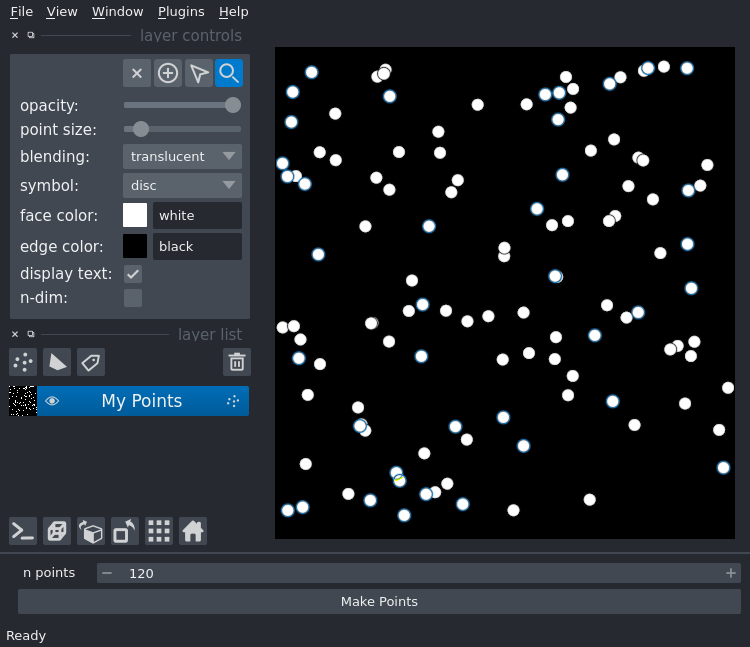 File View Window Plugins Help
layer controls
opacity:
point size:
blending: translucent
symbol: disc
face color: white
edge color: black
display text:
n-dim:
layer list
My Points
n points 120
Make Points
Ready